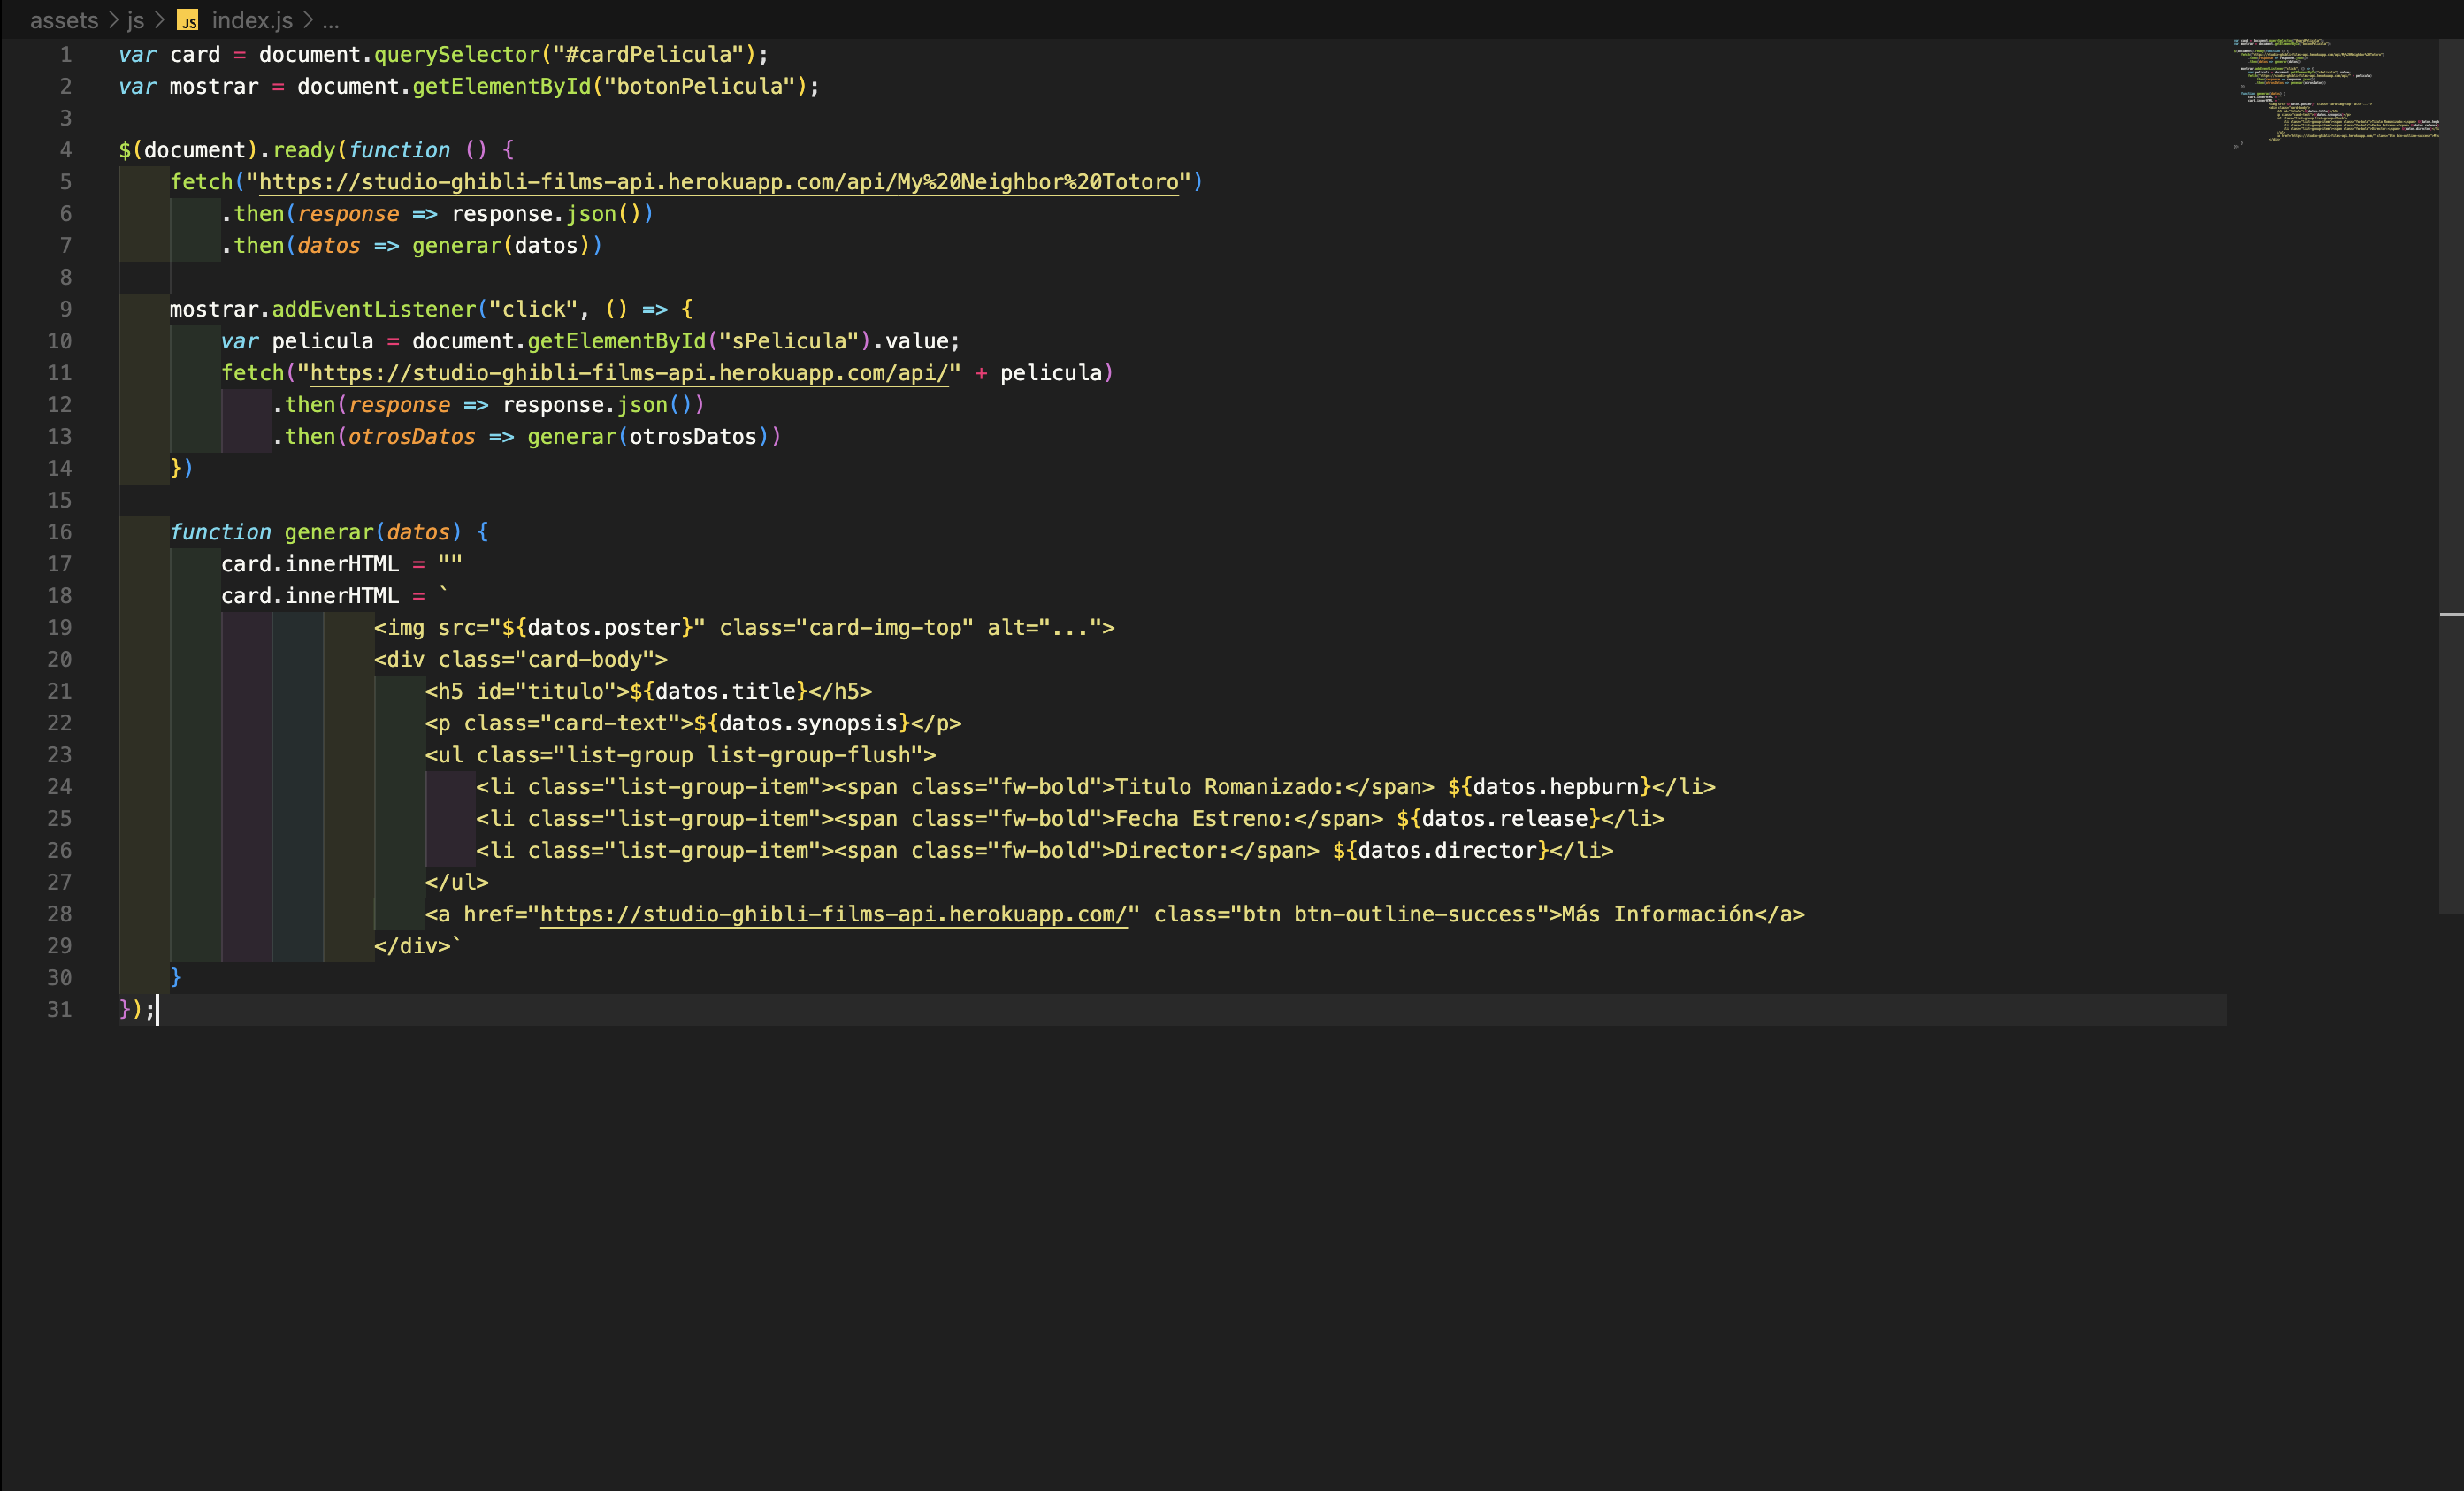 assets > js > JS index.js > ...
1 var card = document.querySelector("#cardPelicula");
2 var mostrar = document.getElementById("botonPelicula");
3
4 $(document).ready(function () {
5     fetch("https://studio-ghibli-films-api.herokuapp.com/api/My%20Neighbor%20Totoro")
6         .then(response => response.json())
7         .then(datos => generar(datos))
8
9     mostrar.addEventListener("click", () => {
10         var pelicula = document.getElementById("sPelicula").value;
11         fetch("https://studio-ghibli-films-api.herokuapp.com/api/" + pelicula)
12             .then(response => response.json())
13             .then(otrosDatos => generar(otrosDatos))
14     })
15
16     function generar(datos) {
17         card.innerHTML = ""
18         card.innerHTML = `
19                     <img src="${datos.poster}" class="card-img-top" alt="...">
20                     <div class="card-body">
21                         <h5 id="titulo">${datos.title}</h5>
22                         <p class="card-text">${datos.synopsis}</p>
23                         <ul class="list-group list-group-flush">
24                             <li class="list-group-item"><span class="fw-bold">Titulo Romanizado:</span> ${datos.hepburn}</li>
25                             <li class="list-group-item"><span class="fw-bold">Fecha Estreno:</span> ${datos.release}</li>
26                             <li class="list-group-item"><span class="fw-bold">Director:</span> ${datos.director}</li>
27                         </ul>
28                         <a href="https://studio-ghibli-films-api.herokuapp.com/" class="btn btn-outline-success">Más Información</a>
29                     </div>`
30     }
31 });